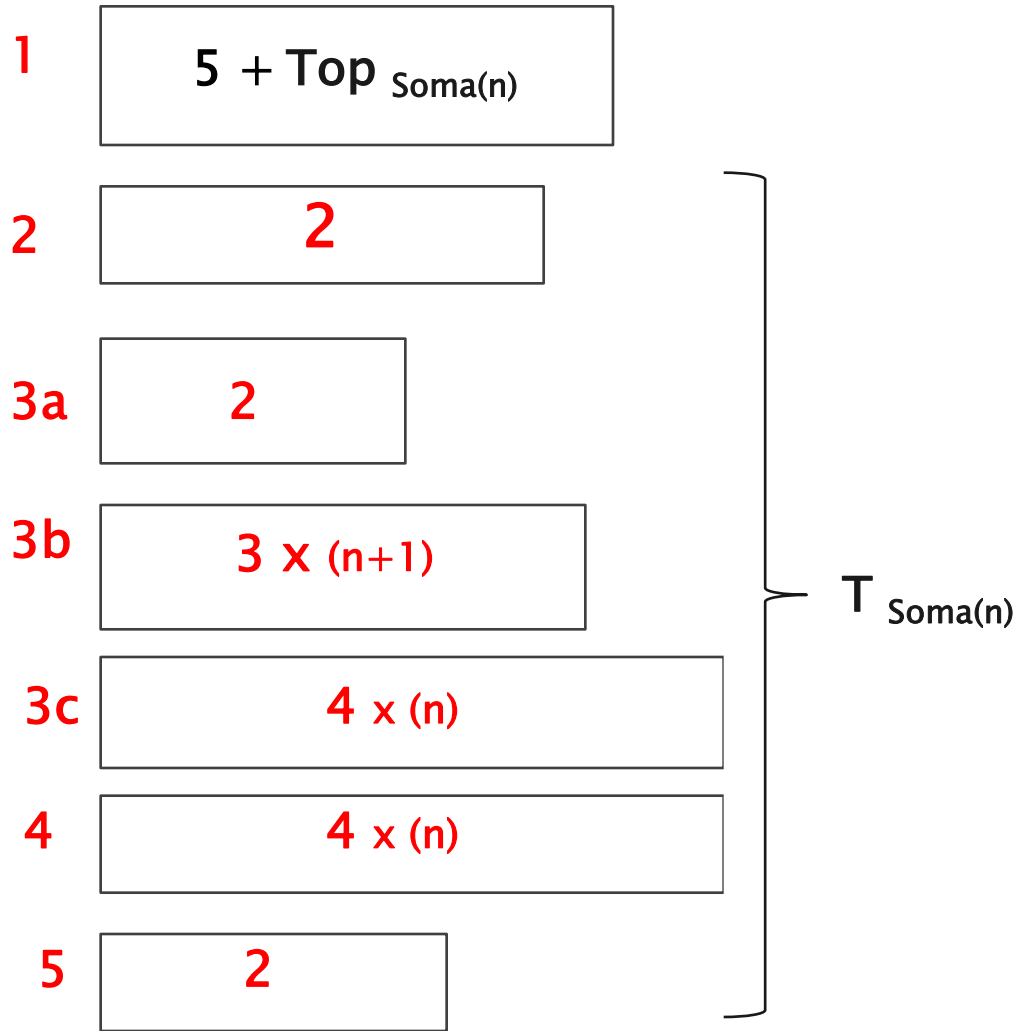 1 5 + Top Soma(n)
2 2
3a 2
3b 3 x (n+1)
3c 4 x (n)
4 4 x (n)
5 2
T Soma(n)